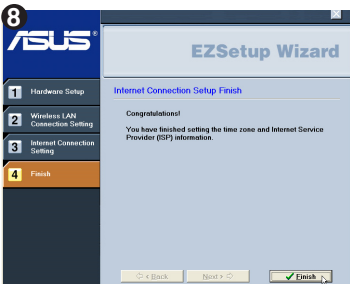 8
ASUS®
EZSetup Wizard
1 Hardware Setup
2 Wireless LAN
Connection Setting
3 Internet Connection
Setting
4 Finish
Internet Connection Setup Finish
Congratulations!
You have finished setting the time zone and Internet Service
Provider (ISP) information.
Back
Next
Finish